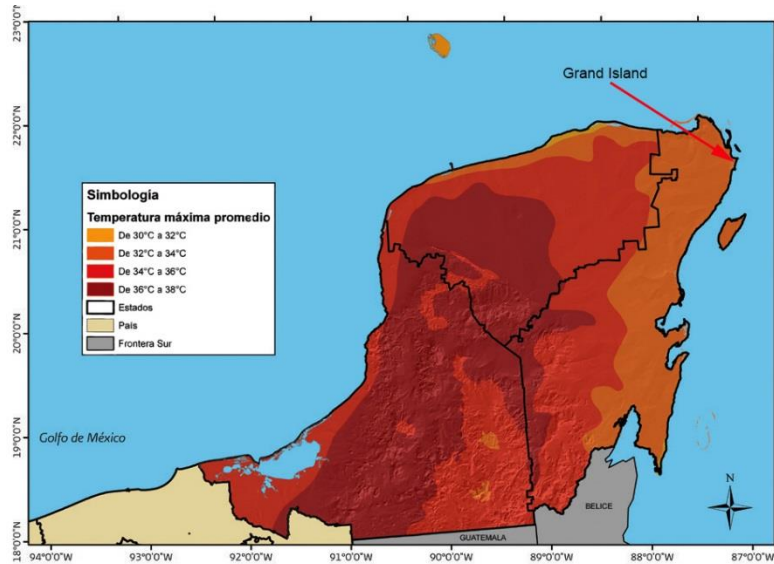 23°0'0"N
22°0'0"N
21°0'0"N
20°0'0"N
19°0'0"N
18°0'0"N
Grand Island
Simbología
Temperatura máxima promedio
De 30°C a 32°C
De 32°C a 34°C
De 34°C a 36°C
De 36°C a 38°C
Estados
País
Frontera Sur
Golfo de México
N
BELICE
GUATEMALA
94°0'0"W
93°0'0"W
92°0'0"W
91°0'0"W
90°0'0"W
89°0'0"W
88°0'0"W
87°0'0"W